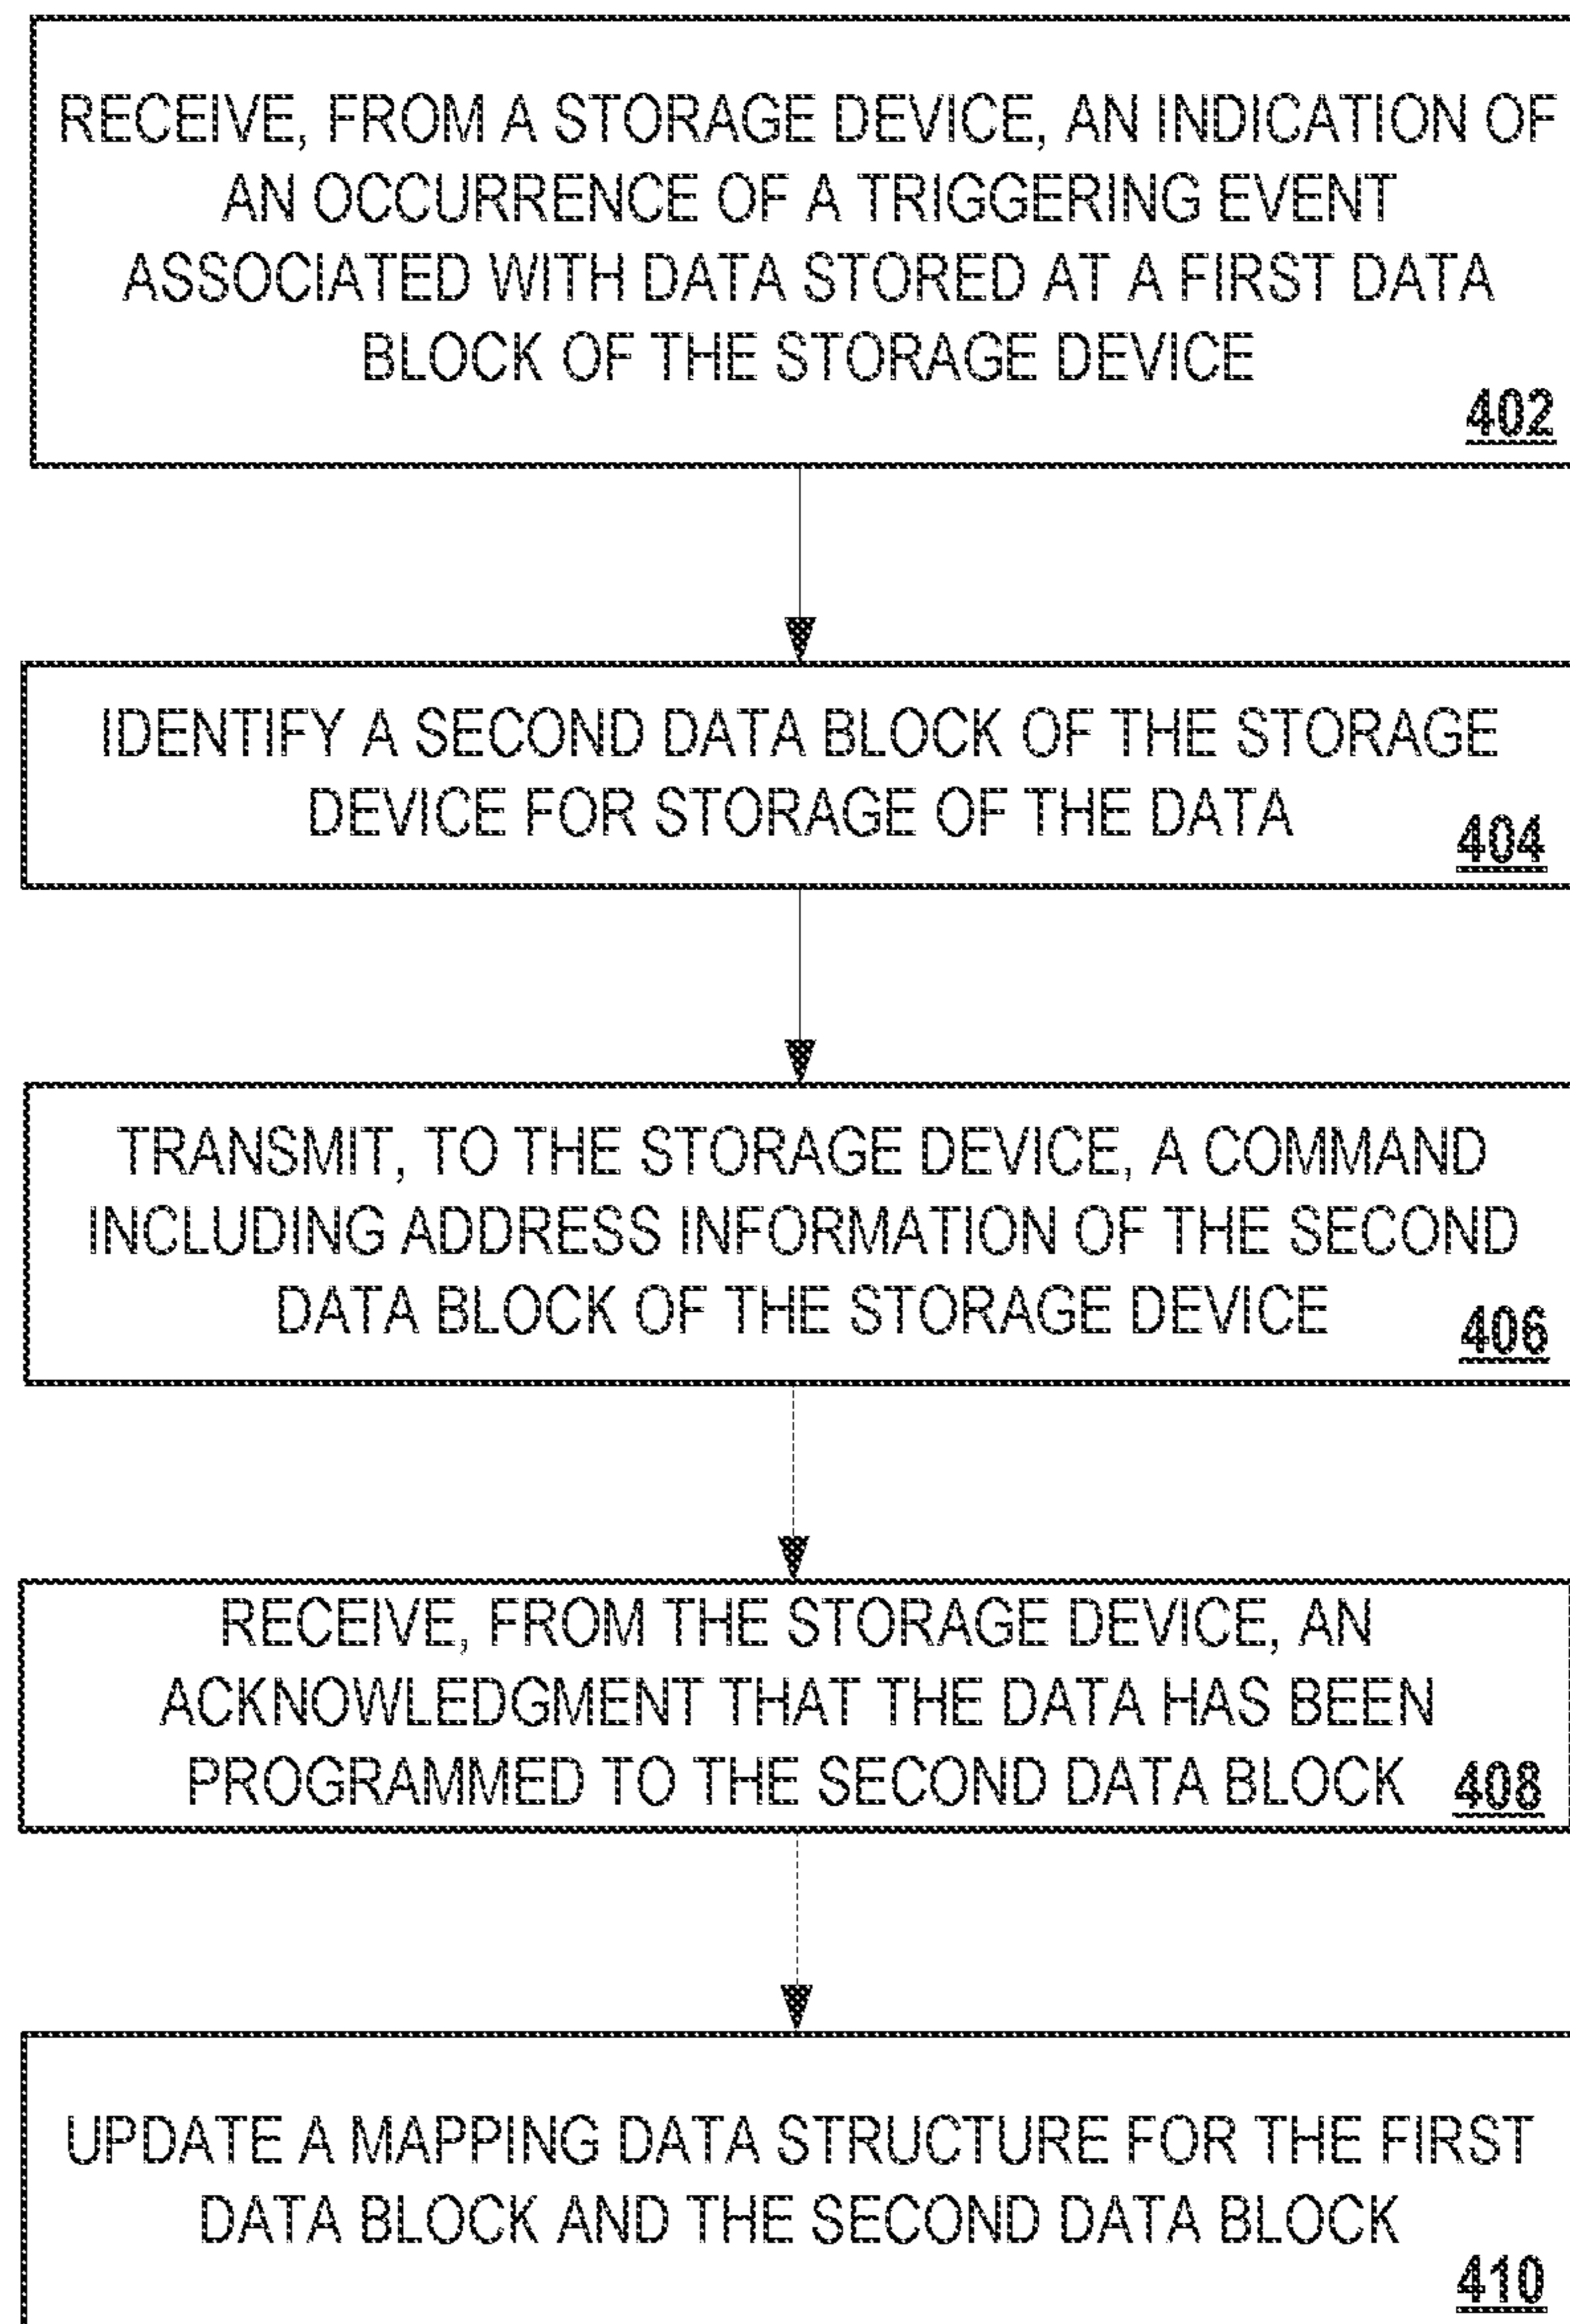 RECEIVE, FROM A STORAGE DEVICE, AN INDICATION OF
AN OCCURRENCE OF A TRIGGERING EVENT
ASSOCIATED WITH DATA STORED AT A FIRST DATA
BLOCK OF THE STORAGE DEVICE
402
IDENTIFY A SECOND DATA BLOCK OF THE STORAGE
DEVICE FOR STORAGE OF THE DATA
404
TRANSMIT, TO THE STORAGE DEVICE, A COMMAND
INCLUDING ADDRESS INFORMATION OF THE SECOND
DATA BLOCK OF THE STORAGE DEVICE
406
RECEIVE, FROM THE STORAGE DEVICE, AN
ACKNOWLEDGMENT THAT THE DATA HAS BEEN
PROGRAMMED TO THE SECOND DATA BLOCK 408
UPDATE A MAPPING DATA STRUCTURE FOR THE FIRST
DATA BLOCK AND THE SECOND DATA BLOCK
410